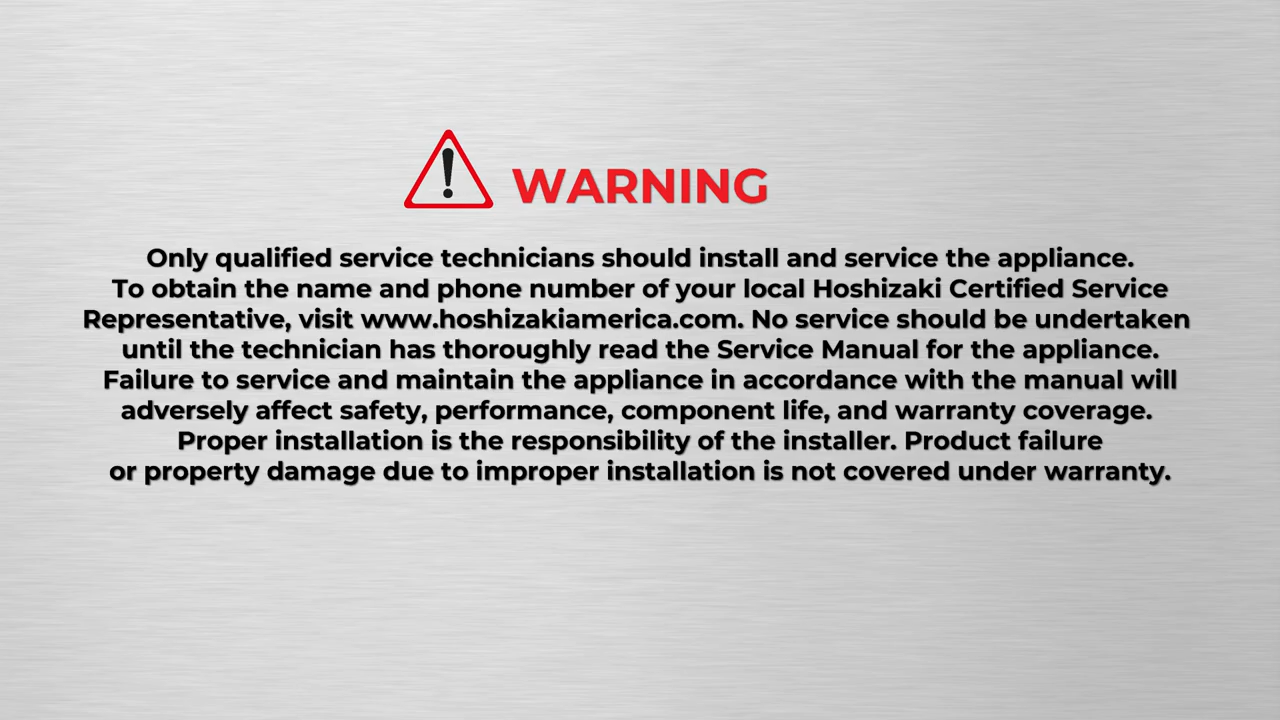 WARNING
Only qualified service technicians should install and service the appliance.
To obtain the name and phone number of your local Hoshizaki Certified Service
Representative, visit www.hoshizakiamerica.com. No service should be undertaken
until the technician has thoroughly read the Service Manual for the appliance.
Failure to service and maintain the appliance in accordance with the manual will
adversely affect safety, performance, component life, and warranty coverage.
Proper installation is the responsibility of the installer. Product failure
or property damage due to improper installation is not covered under warranty.